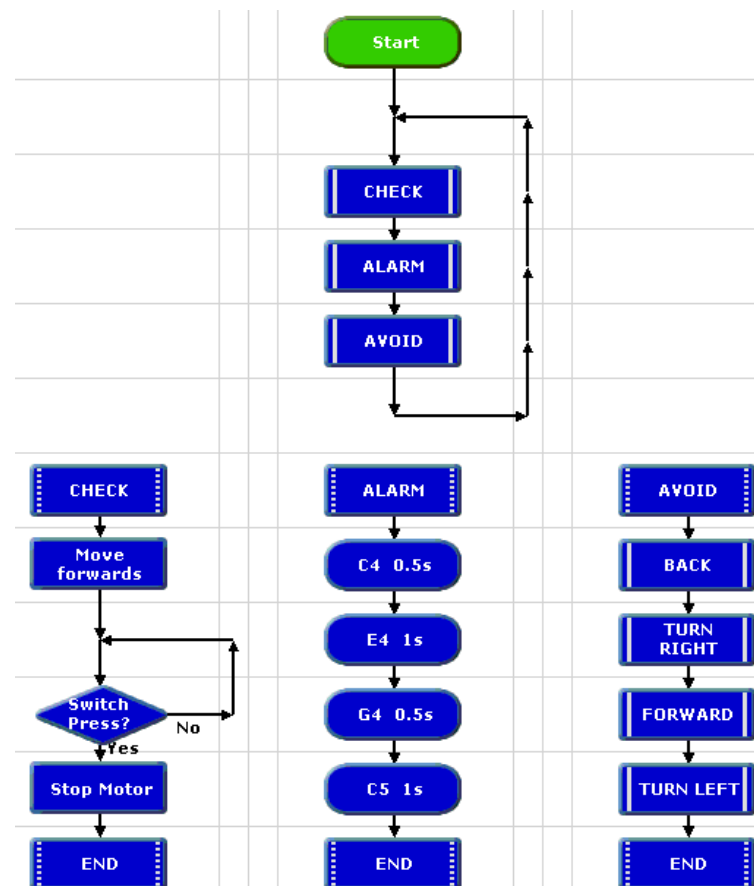 Start
CHECK
ALARM
AVOID
CHECK
Move
forwards
Switch
Press?
No
Yes
Stop Motor
END
ALARM
C4 0.5s
E4 1s
G4 0.5s
C5 1s
END
AVOID
BACK
TURN
RIGHT
FORWARD
TURN LEFT
END